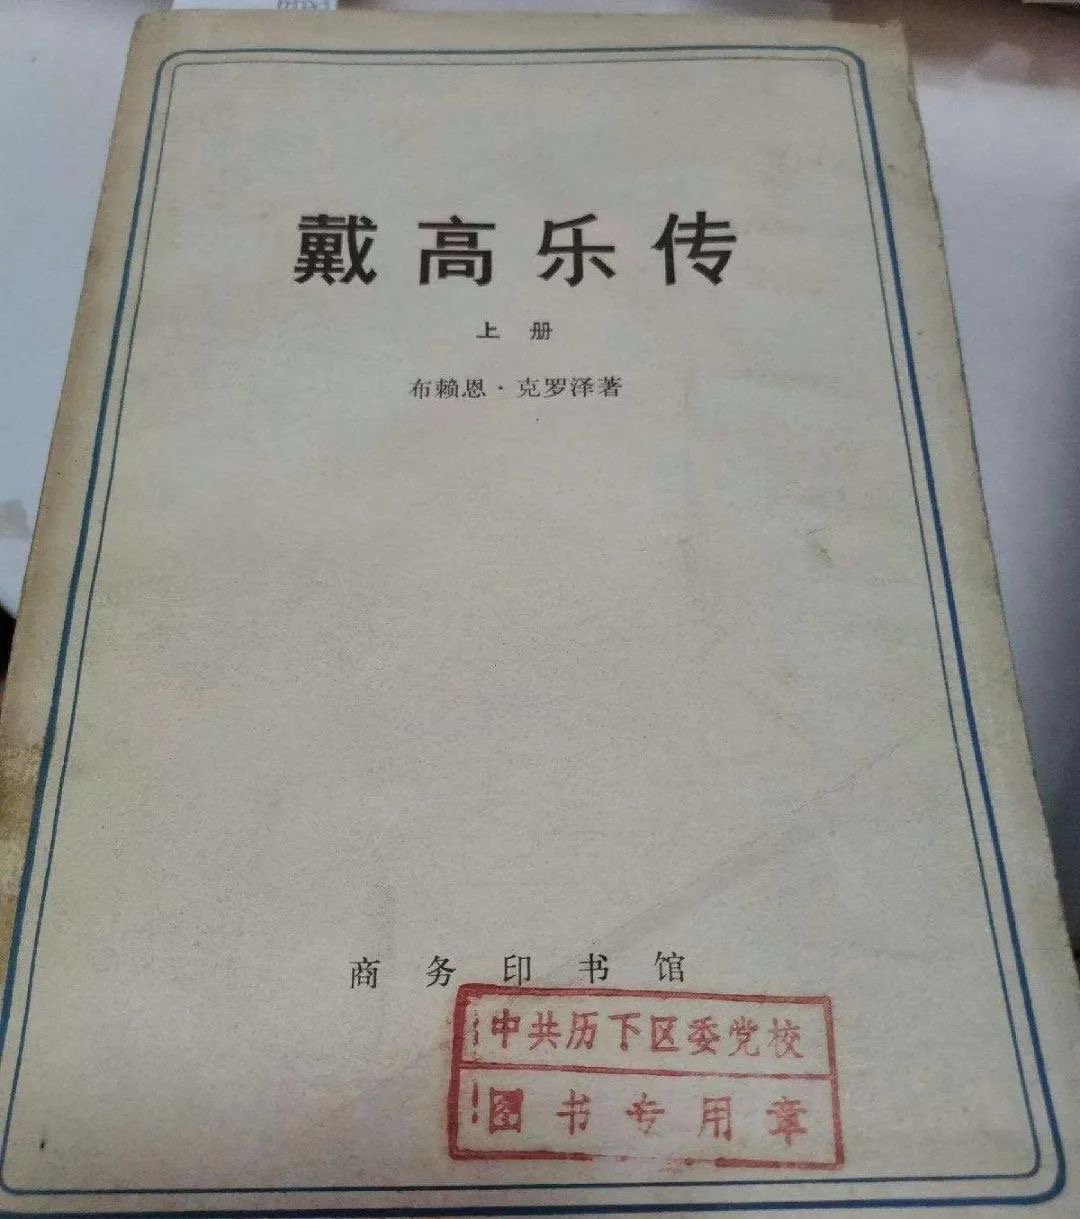 戴高乐传
上册
布赖恩·克罗泽著
商务印书馆
中共历下区委党校
图书专用章